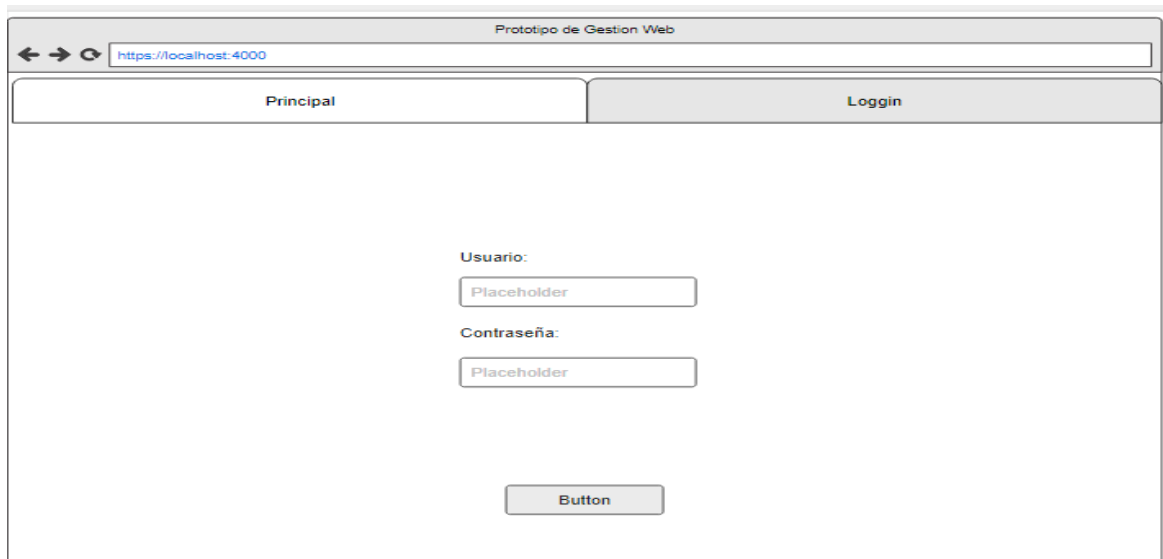 Prototipo de Gestion Web
https://localhost:4000
Principal
Loggin
Usuario:
Placeholder
Contraseña:
Placeholder
Button